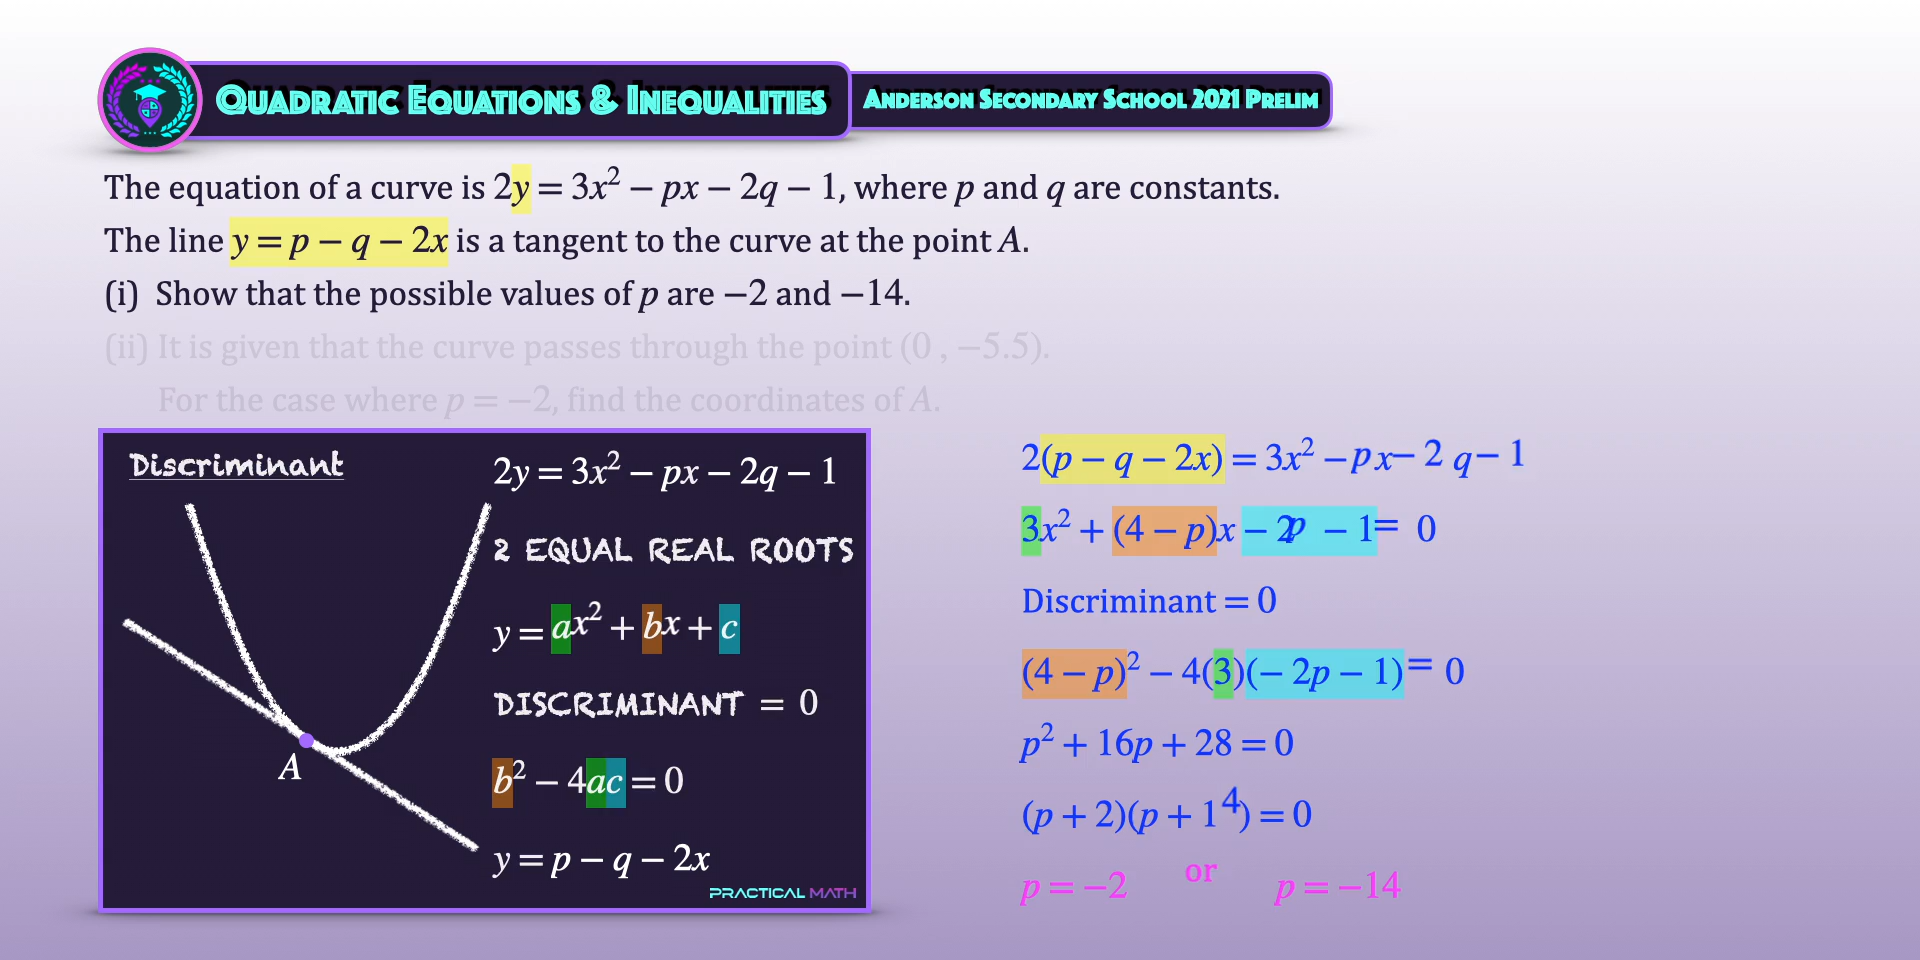 Quadratic Equations & Inequalities
Anderson Secondary School 2021 Prelim
The equation of a curve is 2y = 3x² − px − 2q − 1, where p and q are constants.
The line y = p − q − 2x is a tangent to the curve at the point A.
(i) Show that the possible values of p are −2 and −14.
(ii) It is given that the curve passes through the point (0 , −5.5).
For the case where p = −2, find the coordinates of A.
Discriminant
2y = 3x² − px − 2q − 1
2 EQUAL REAL ROOTS
y = ax² + bx + c
DISCRIMINANT = 0
b² − 4ac = 0
y = p − q − 2x
A
PRACTICAL MATH
2(p − q − 2x) = 3x² − px − 2q − 1
3x² + (4 − p)x − 2p − 1 = 0
Discriminant = 0
(4 − p)² − 4(3)(− 2p − 1) = 0
p² + 16p + 28 = 0
(p + 2)(p + 14) = 0
p = −2 or p = −14